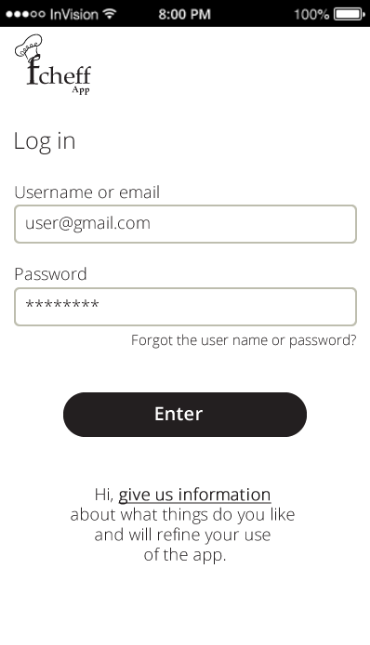 InVision 8:00 PM 100%
fcheff
App
Log in
Username or email
user@gmail.com
Password
********
Forgot the user name or password?
Enter
Hi, give us information
about what things do you like
and will refine your use
of the app.